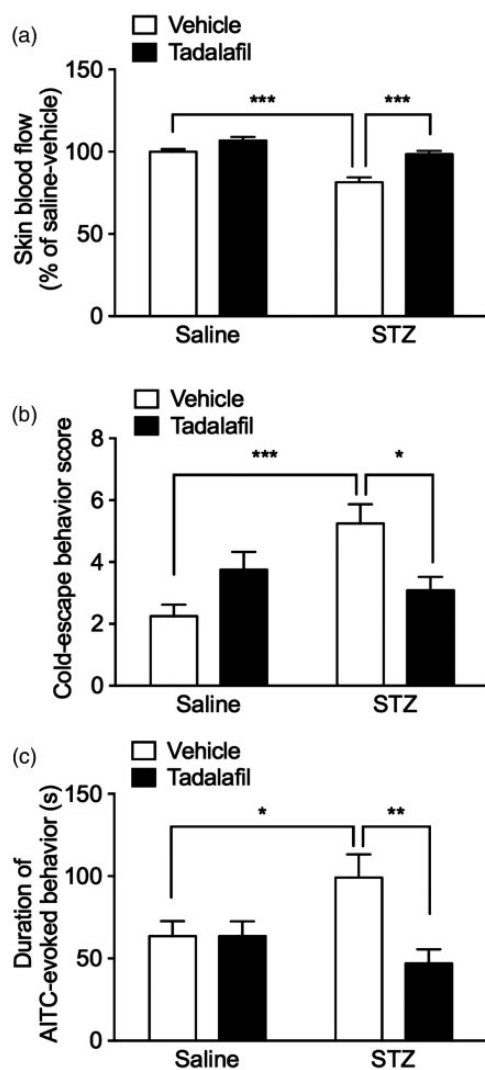 (a)
Vehicle
Tadalafil
Skin blood flow
(% of saline-vehicle)
150
100
50
0
***
***
Saline
STZ
(b)
Vehicle
Tadalafil
Cold-escape behavior score
8
6
4
2
0
***
*
Saline
STZ
(c)
Vehicle
Tadalafil
Duration of
AITC-evoked behavior (s)
150
100
50
0
*
**
Saline
STZ